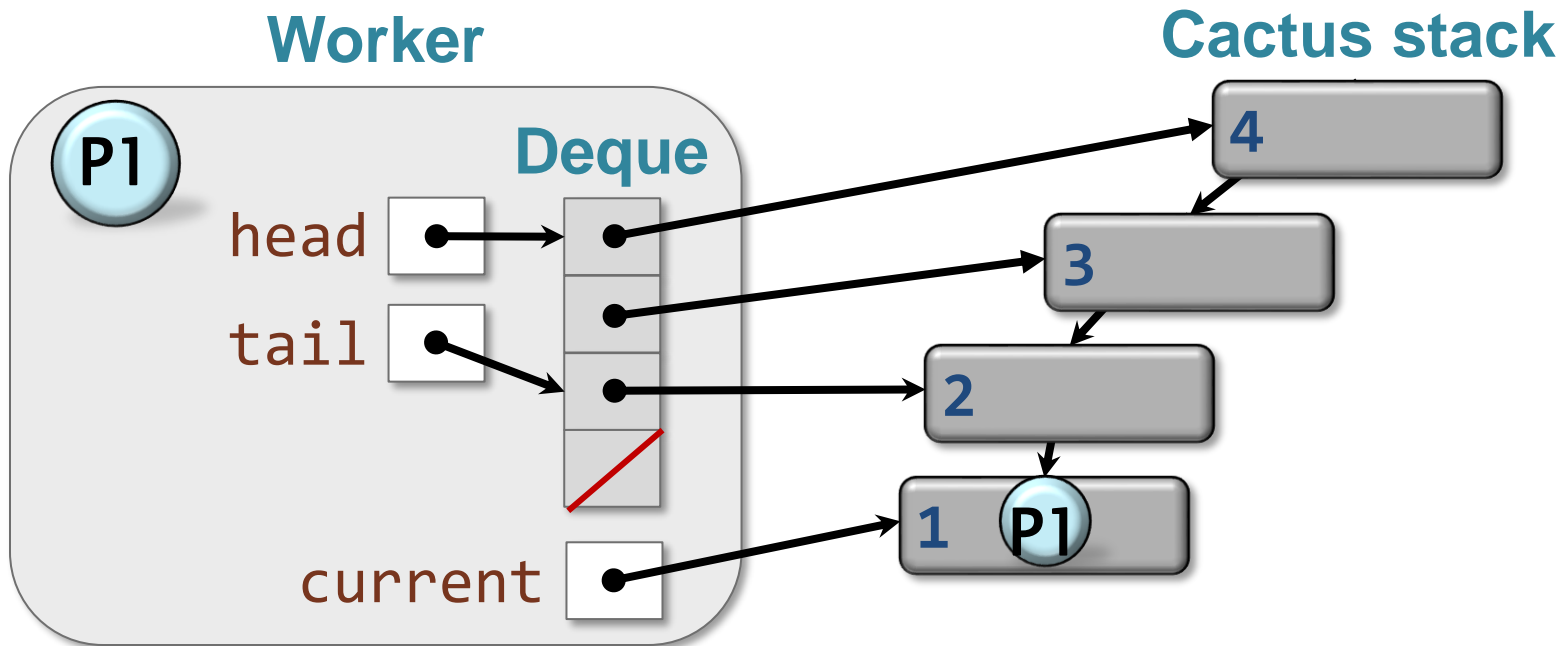 Worker
Cactus stack
P1
Deque
head
tail
current
4
3
2
1
P1